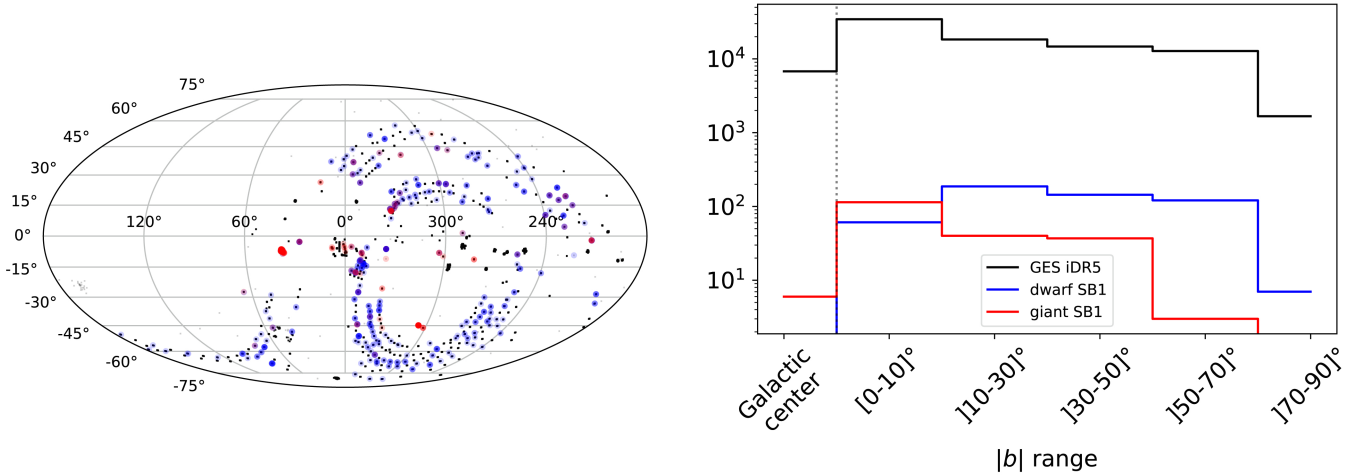 75°
60°
45°
30°
15°
0°
-15°
-30°
-45°
-60°
-75°
120° 60° 0° 300° 240°
10⁴
10³
10²
10¹
GES iDR5
dwarf SB1
giant SB1
Galactic
center
[0-10]°
]10-30]°
]30-50]°
]50-70]°
]70-90]°
|b| range